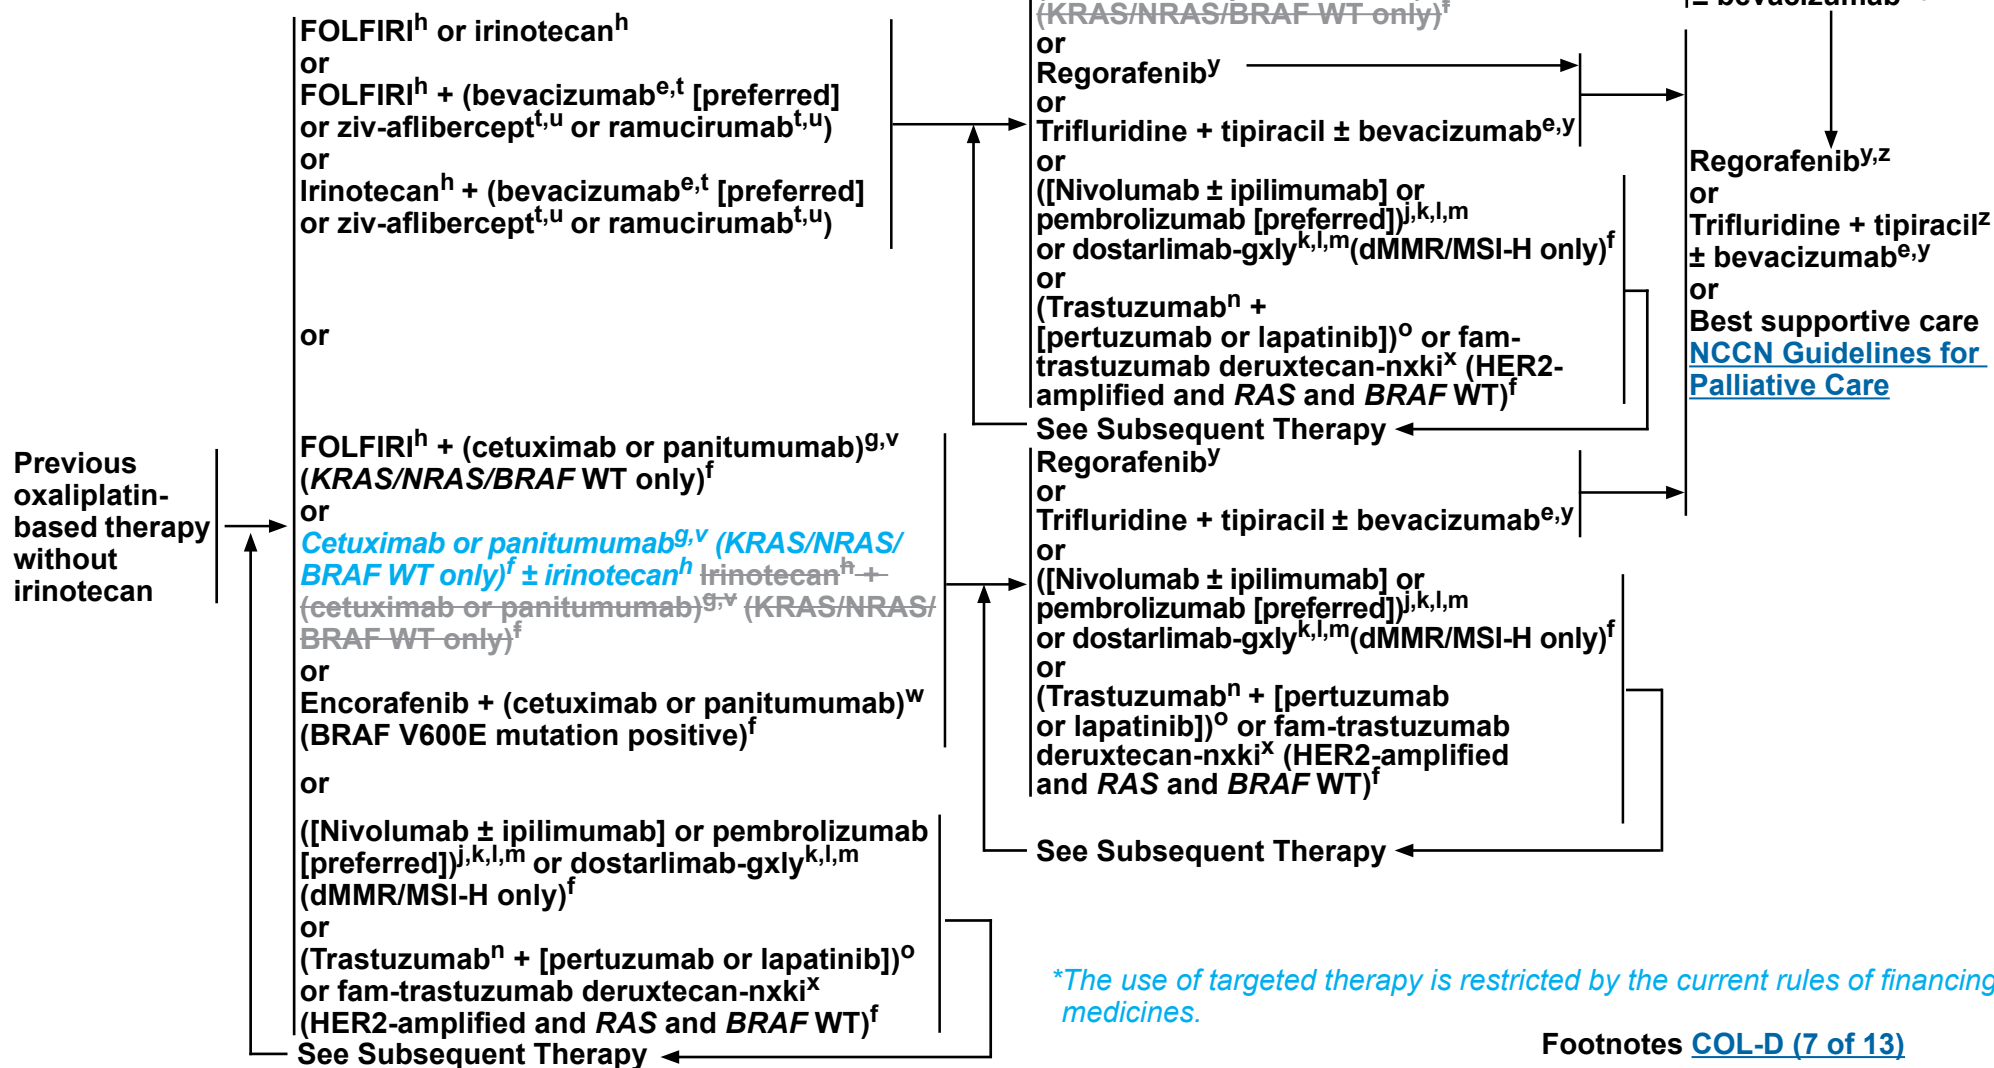 Previous
oxaliplatin-
based therapy
without
irinotecan
FOLFIRIʰ or irinotecanʰ
or
FOLFIRIʰ + (bevacizumabᵉ,ᵗ [preferred]
or ziv-afliberceptᵗ,ᵘ or ramucirumabᵗ,ᵘ)
or
Irinotecanʰ + (bevacizumabᵉ,ᵗ [preferred]
or ziv-afliberceptᵗ,ᵘ or ramucirumabᵗ,ᵘ)
or
FOLFIRIʰ + (cetuximab or panitumumab)ᵍ,ᵛ
(KRAS/NRAS/BRAF WT only)ᶠ
or
Cetuximab or panitumumabᵍ,ᵛ (KRAS/NRAS/
BRAF WT only)ᶠ ± irinotecanʰ Irinotecanʰ +
(cetuximab or panitumumab)ᵍ,ᵛ (KRAS/NRAS/
BRAF WT only)ᶠ
or
Encorafenib + (cetuximab or panitumumab)ʷ
(BRAF V600E mutation positive)ᶠ
or
([Nivolumab ± ipilimumab] or pembrolizumab
[preferred])ʲ,ᵏ,ˡ,ᵐ or dostarlimab-gxlyᵏ,ˡ,ᵐ
(dMMR/MSI-H only)ᶠ
or
(Trastuzumabⁿ + [pertuzumab or lapatinib])ᵒ
or fam-trastuzumab deruxtecan-nxkiˣ
(HER2-amplified and RAS and BRAF WT)ᶠ
See Subsequent Therapy
(KRAS/NRAS/BRAF WT only)ᶠ
or
Regorafenibʸ
or
Trifluridine + tipiracil ± bevacizumabᵉ,ʸ
or
([Nivolumab ± ipilimumab] or
pembrolizumab [preferred])ʲ,ᵏ,ˡ,ᵐ
or dostarlimab-gxlyᵏ,ˡ,ᵐ(dMMR/MSI-H only)ᶠ
or
(Trastuzumabⁿ +
[pertuzumab or lapatinib])ᵒ or fam-
trastuzumab deruxtecan-nxkiˣ (HER2-
amplified and RAS and BRAF WT)ᶠ
See Subsequent Therapy
Regorafenibʸ
or
Trifluridine + tipiracil ± bevacizumabᵉ,ʸ
or
([Nivolumab ± ipilimumab] or
pembrolizumab [preferred])ʲ,ᵏ,ˡ,ᵐ
or dostarlimab-gxlyᵏ,ˡ,ᵐ(dMMR/MSI-H only)ᶠ
or
(Trastuzumabⁿ + [pertuzumab
or lapatinib])ᵒ or fam-trastuzumab
deruxtecan-nxkiˣ (HER2-amplified
and RAS and BRAF WT)ᶠ
See Subsequent Therapy
± bevacizumab
Regorafenibʸ,ᶻ
or
Trifluridine + tipiracilᶻ
± bevacizumabᵉ,ʸ
or
Best supportive care
NCCN Guidelines for
Palliative Care
*The use of targeted therapy is restricted by the current rules of financing
medicines.
Footnotes COL-D (7 of 13)